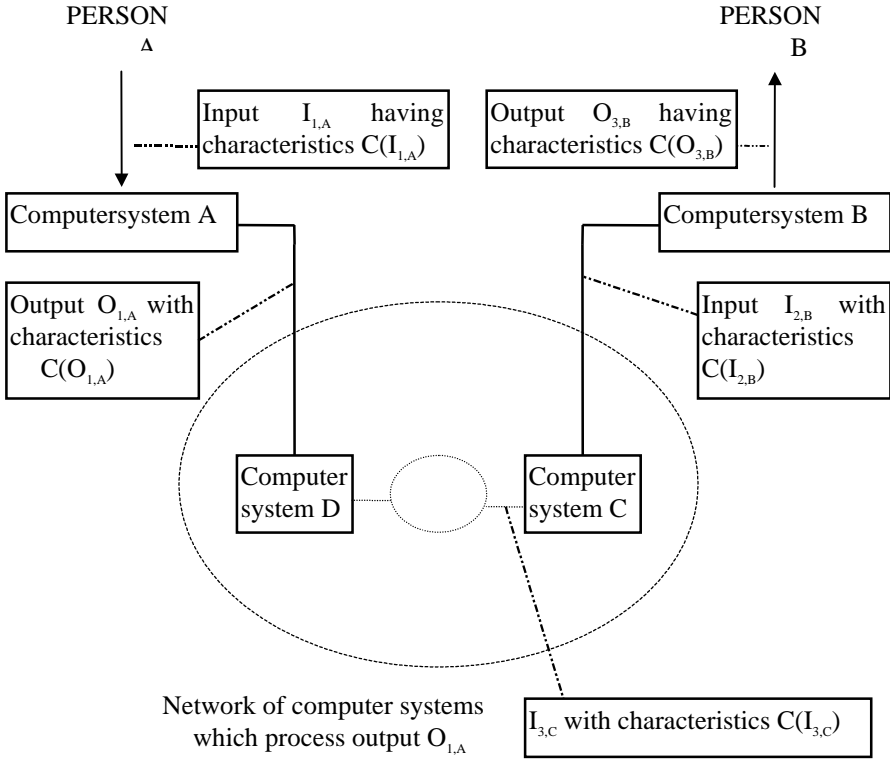 PERSON
A
PERSON
B
Input I1,A having
characteristics C(I1,A)
Output O3,B having
characteristics C(O3,B)
Computersystem A
Computersystem B
Output O1,A with
characteristics
C(O1,A)
Input I2,B with
characteristics
C(I2,B)
Computer
system D
Computer
system C
Network of computer systems
which process output O1,A
I3,C with characteristics C(I3,C)